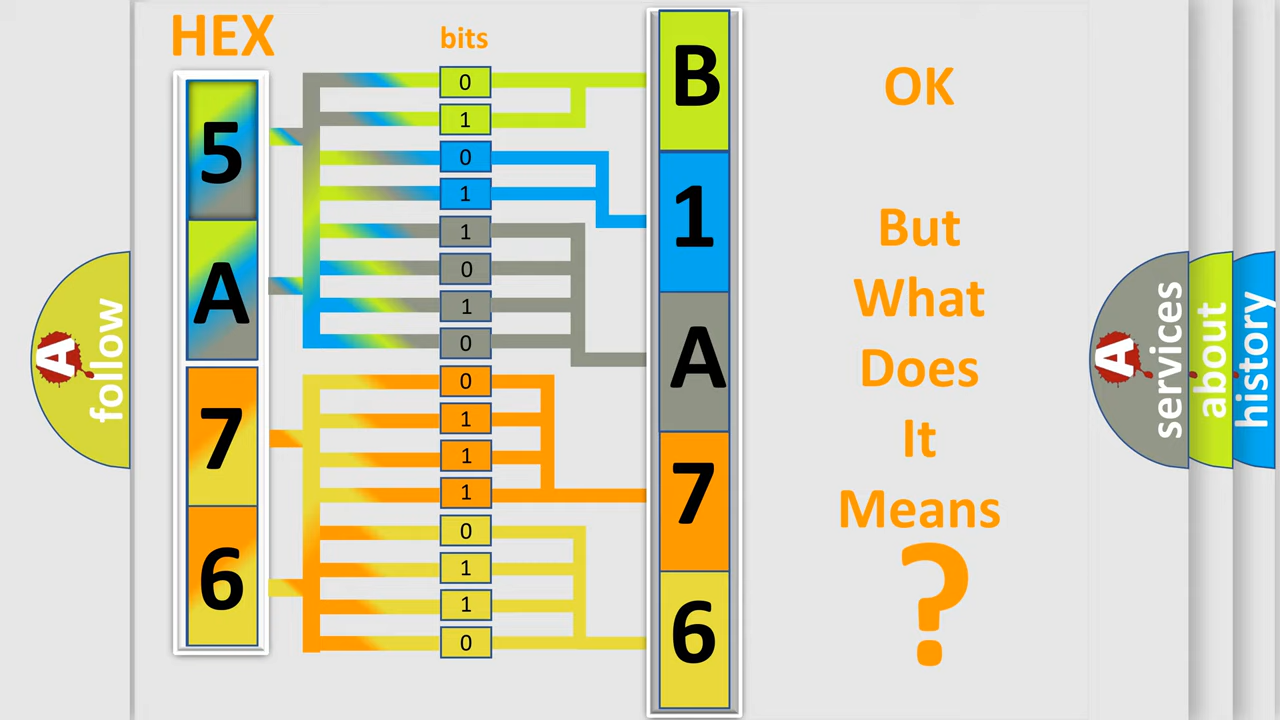 HEX
bits
5
A
7
6
0
1
0
1
1
0
1
0
0
1
1
1
0
1
1
0
B
1
A
7
6
OK
But
What
Does
It
Means
?
A
follow
A
services
about
history